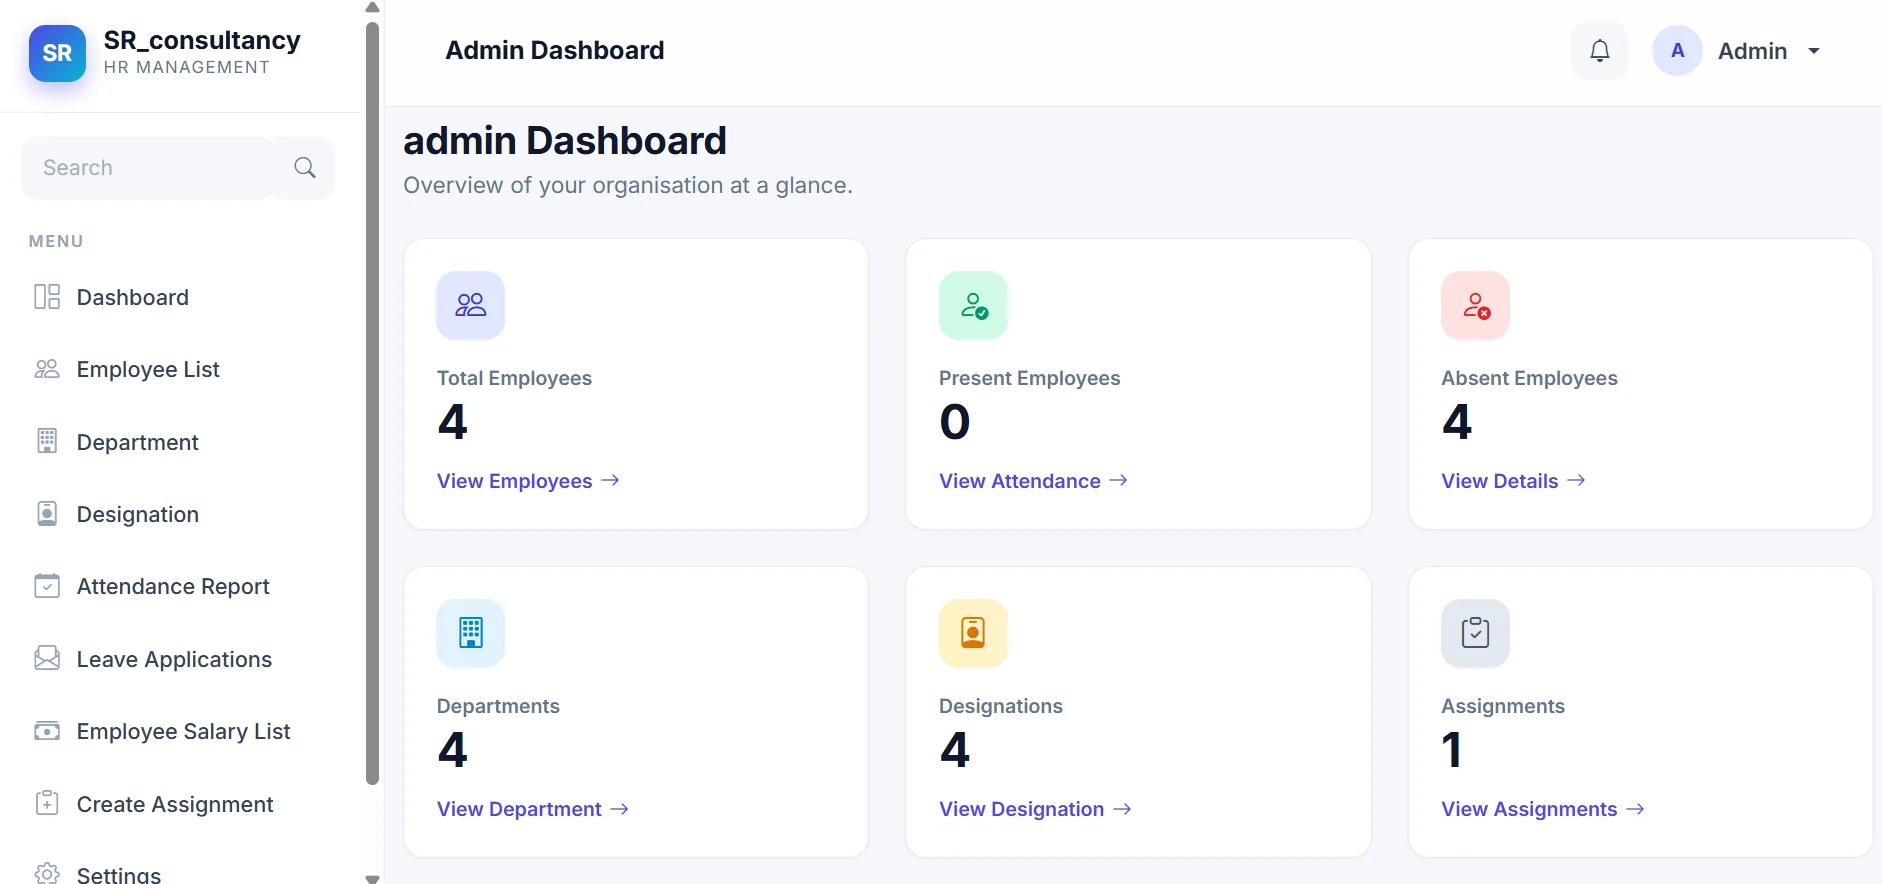 SR
SR_consultancy
HR MANAGEMENT
Search
MENU
Dashboard
Employee List
Department
Designation
Attendance Report
Leave Applications
Employee Salary List
Create Assignment
Settings
Admin Dashboard
A
Admin
admin Dashboard
Overview of your organisation at a glance.
Total Employees
4
View Employees →
Present Employees
0
View Attendance →
Absent Employees
4
View Details →
Departments
4
View Department →
Designations
4
View Designation →
Assignments
1
View Assignments →